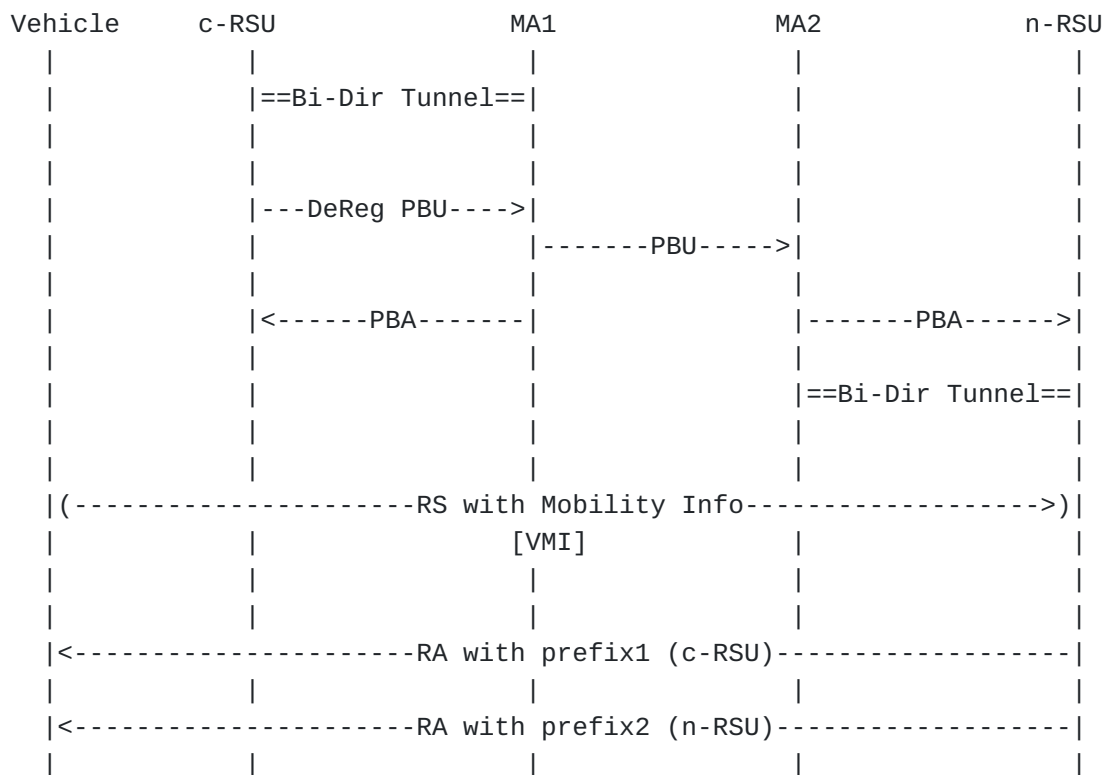 Vehicle     c-RSU               MA1               MA2               n-RSU
  |            |                 |                 |                  |
  |            |==Bi-Dir Tunnel==|                 |                  |
  |            |                 |                 |                  |
  |            |                 |                 |                  |
  |            |---DeReg PBU---->|                 |                  |
  |            |                 |-------PBU----->|                  |
  |            |                 |                 |                  |
  |            |<------PBA-------|                 |-------PBA------>|
  |            |                 |                 |                  |
  |            |                 |                 |==Bi-Dir Tunnel==|
  |            |                 |                 |                  |
  |            |                 |                 |                  |
  |(----------------------RS with Mobility Info------------------->)|
  |            |               [VMI]               |                  |
  |            |                 |                 |                  |
  |            |                 |                 |                  |
  |<----------------------RA with prefix1 (c-RSU)-------------------|
  |            |                 |                 |                  |
  |<----------------------RA with prefix2 (n-RSU)-------------------|
  |            |                 |                 |                  |